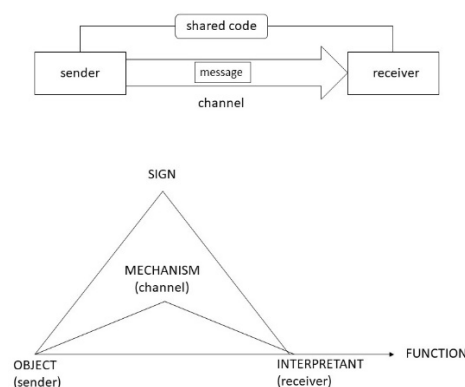 shared code
sender
message
receiver
channel
SIGN
MECHANISM
(channel)
OBJECT
(sender)
INTERPRETANT
(receiver)
FUNCTION